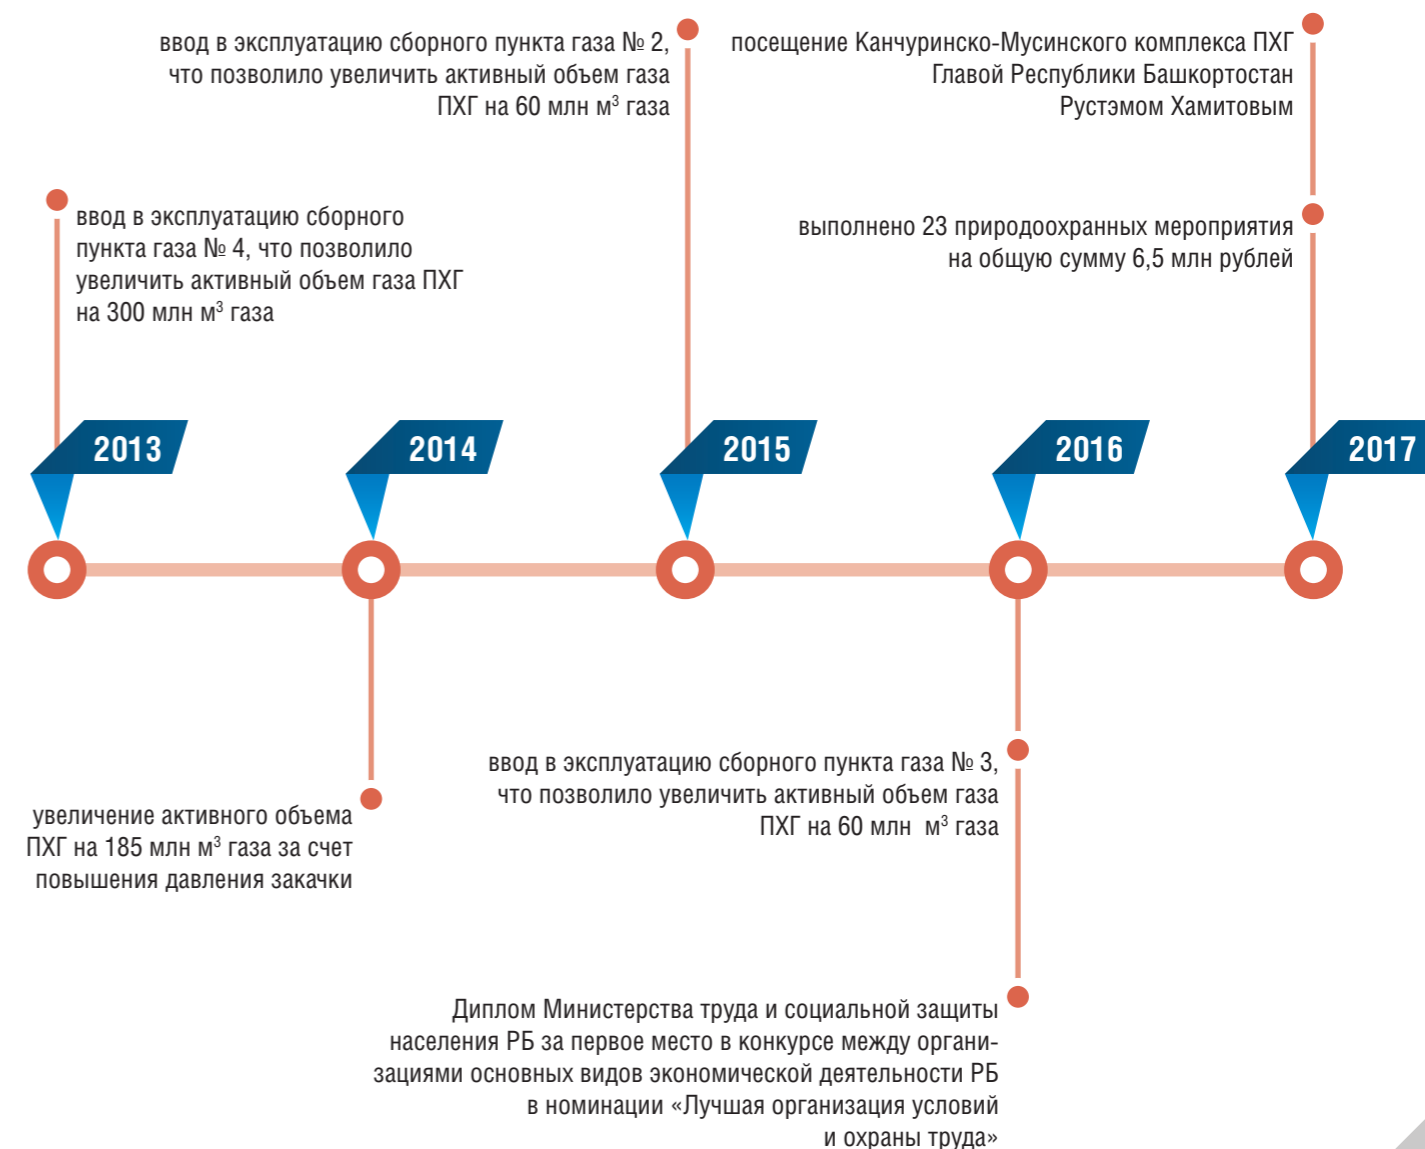 ввод в эксплуатацию сборного пункта газа № 2,
что позволило увеличить активный объем газа
ПХГ на 60 млн м³ газа
посещение Канчуринско-Мусинского комплекса ПХГ
Главой Республики Башкортостан
Рустэмом Хамитовым
ввод в эксплуатацию сборного
пункта газа № 4, что позволило
увеличить активный объем газа ПХГ
на 300 млн м³ газа
выполнено 23 природоохранных мероприятия
на общую сумму 6,5 млн рублей
2013
2014
2015
2016
2017
увеличение активного объема
ПХГ на 185 млн м³ газа за счет
повышения давления закачки
ввод в эксплуатацию сборного пункта газа № 3,
что позволило увеличить активный объем газа
ПХГ на 60 млн м³ газа
Диплом Министерства труда и социальной защиты
населения РБ за первое место в конкурсе между органи-
зациями основных видов экономической деятельности РБ
в номинации «Лучшая организация условий
и охраны труда»